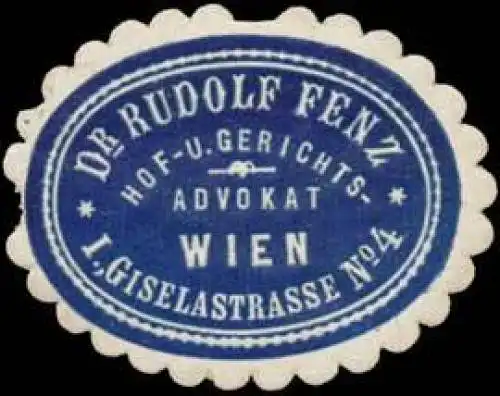 DR RUDOLF FENZ
HOF-U. GERICHTS-
ADVOKAT
WIEN
* I., GISELASTRASSE No 4 *